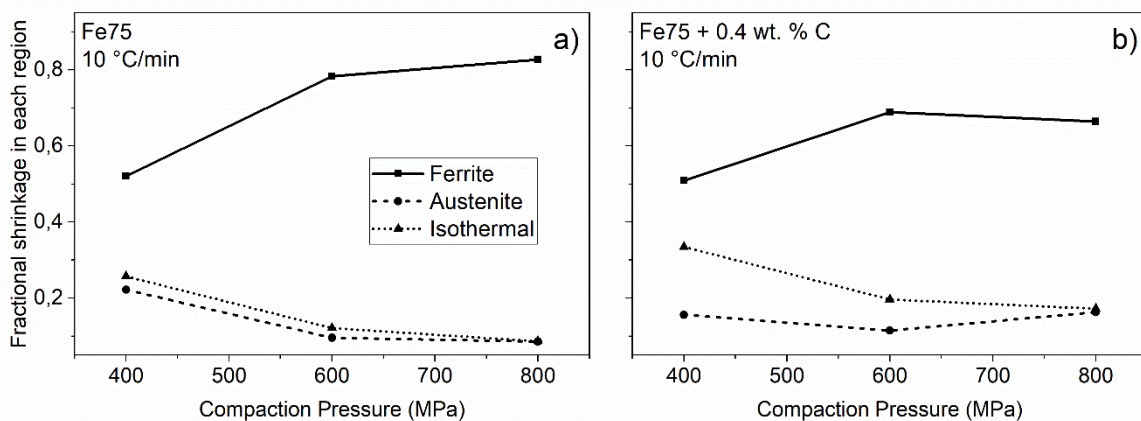 Fractional shrinkage in each region
0,8
0,6
0,4
0,2
Fe75
10 °C/min
a)
Ferrite
Austenite
Isothermal
400
500
600
700
800
Compaction Pressure (MPa)
Fe75 + 0.4 wt. % C
10 °C/min
b)
400
500
600
700
800
Compaction Pressure (MPa)